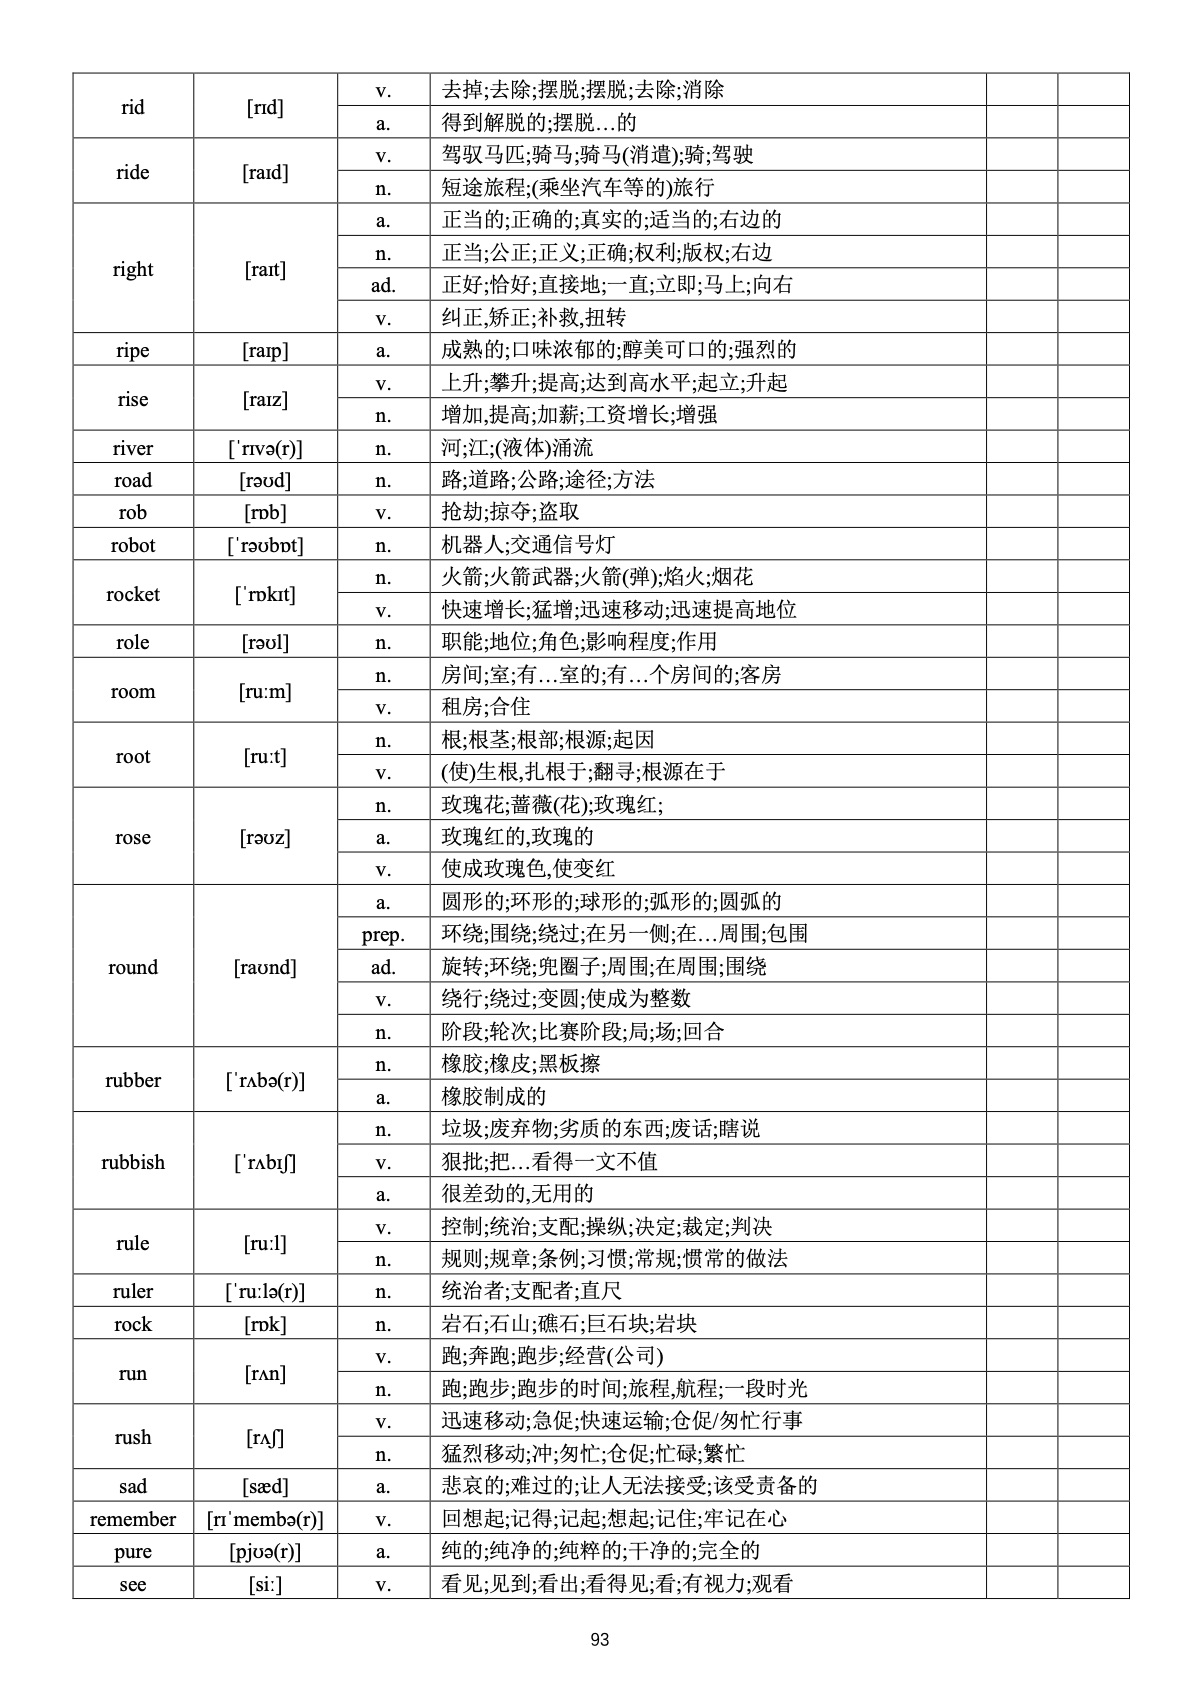 rid [rɪd] v. 去掉;去除;摆脱;摆脱;去除;消除
a. 得到解脱的;摆脱…的
ride [raɪd] v. 驾驭马匹;骑马;骑马(消遣);骑;驾驶
n. 短途旅程;(乘坐汽车等的)旅行
right [raɪt] a. 正当的;正确的;真实的;适当的;右边的
n. 正当;公正;正义;正确;权利;版权;右边
ad. 正好;恰好;直接地;一直;立即;马上;向右
v. 纠正,矫正;补救,扭转
ripe [raɪp] a. 成熟的;口味浓郁的;醇美可口的;强烈的
rise [raɪz] v. 上升;攀升;提高;达到高水平;起立;升起
n. 增加,提高;加薪;工资增长;增强
river [ˈrɪvə(r)] n. 河;江;(液体)涌流
road [rəʊd] n. 路;道路;公路;途径;方法
rob [rɒb] v. 抢劫;掠夺;盗取
robot [ˈrəʊbɒt] n. 机器人;交通信号灯
rocket [ˈrɒkɪt] n. 火箭;火箭武器;火箭(弹);焰火;烟花
v. 快速增长;猛增;迅速移动;迅速提高地位
role [rəʊl] n. 职能;地位;角色;影响程度;作用
room [ruːm] n. 房间;室;有…室的;有…个房间的;客房
v. 租房;合住
root [ruːt] n. 根;根茎;根部;根源;起因
v. (使)生根,扎根于;翻寻;根源在于
rose [rəʊz] n. 玫瑰花;蔷薇(花);玫瑰红;
a. 玫瑰红的,玫瑰的
v. 使成玫瑰色,使变红
round [raʊnd] a. 圆形的;环形的;球形的;弧形的;圆弧的
prep. 环绕;围绕;绕过;在另一侧;在…周围;包围
ad. 旋转;环绕;兜圈子;周围;在周围;围绕
v. 绕行;绕过;变圆;使成为整数
n. 阶段;轮次;比赛阶段;局;场;回合
rubber [ˈrʌbə(r)] n. 橡胶;橡皮;黑板擦
a. 橡胶制成的
rubbish [ˈrʌbɪʃ] n. 垃圾;废弃物;劣质的东西;废话;瞎说
v. 狠批;把…看得一文不值
a. 很差劲的,无用的
rule [ruːl] v. 控制;统治;支配;操纵;决定;裁定;判决
n. 规则;规章;条例;习惯;常规;惯常的做法
ruler [ˈruːlə(r)] n. 统治者;支配者;直尺
rock [rɒk] n. 岩石;石山;礁石;巨石块;岩块
run [rʌn] v. 跑;奔跑;跑步;经营(公司)
n. 跑;跑步;跑步的时间;旅程,航程;一段时光
rush [rʌʃ] v. 迅速移动;急促;快速运输;仓促/匆忙行事
n. 猛烈移动;冲;匆忙;仓促;忙碌;繁忙
sad [sæd] a. 悲哀的;难过的;让人无法接受;该受责备的
remember [rɪˈmembə(r)] v. 回想起;记得;记起;想起;记住;牢记在心
pure [pjʊə(r)] a. 纯的;纯净的;纯粹的;干净的;完全的
see [siː] v. 看见;见到;看出;看得见;看;有视力;观看
93